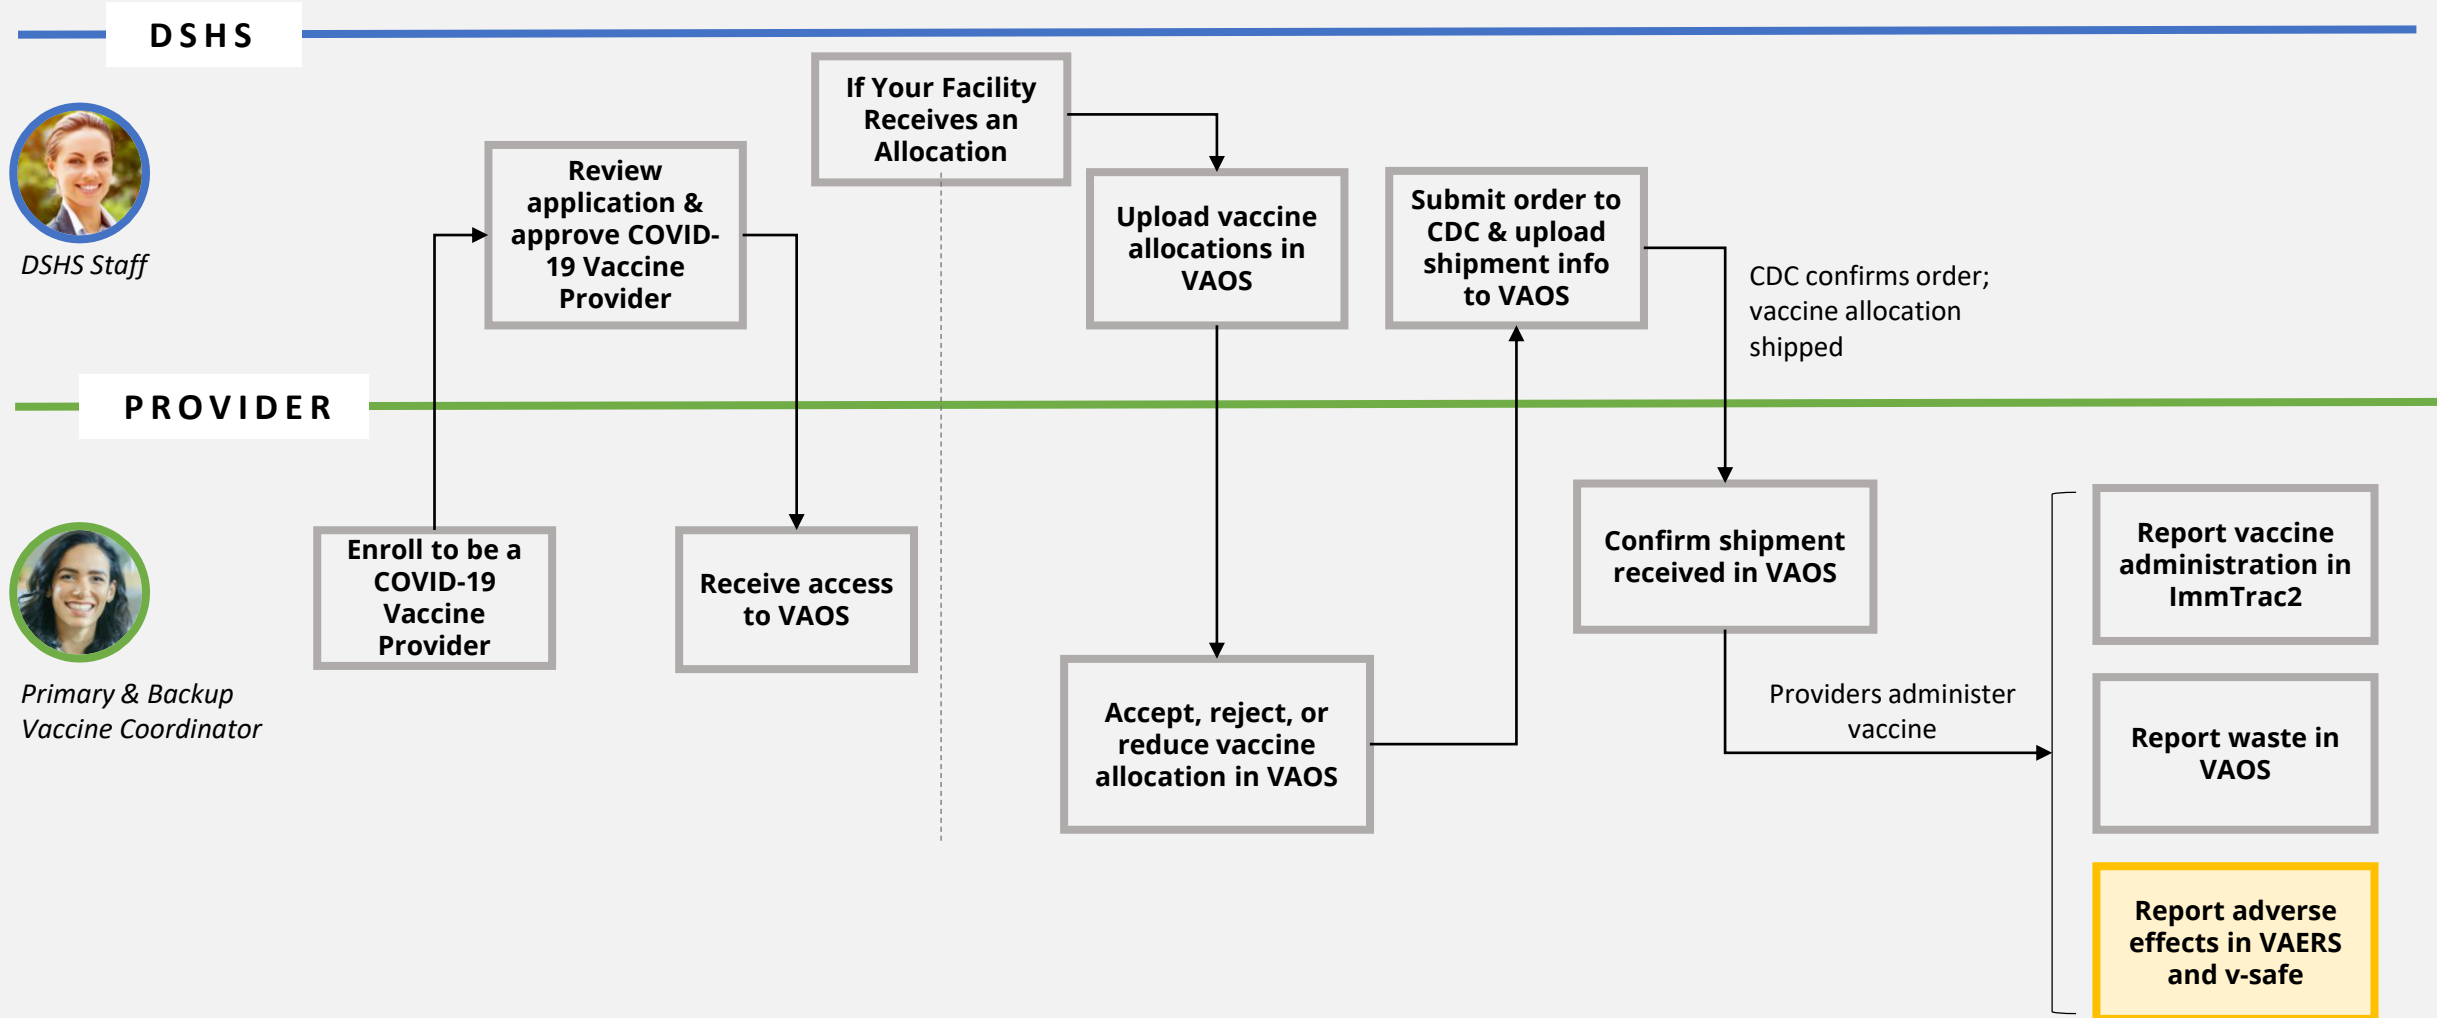 DSHS
DSHS Staff
If Your Facility
Receives an
Allocation
Review
application &
approve COVID-
19 Vaccine
Provider
Upload vaccine
allocations in
VAOS
Submit order to
CDC & upload
shipment info
to VAOS
CDC confirms order;
vaccine allocation
shipped
PROVIDER
Primary & Backup
Vaccine Coordinator
Enroll to be a
COVID-19
Vaccine
Provider
Receive access
to VAOS
Accept, reject, or
reduce vaccine
allocation in VAOS
Confirm shipment
received in VAOS
Providers administer
vaccine
Report vaccine
administration in
ImmTrac2
Report waste in
VAOS
Report adverse
effects in VAERS
and v-safe